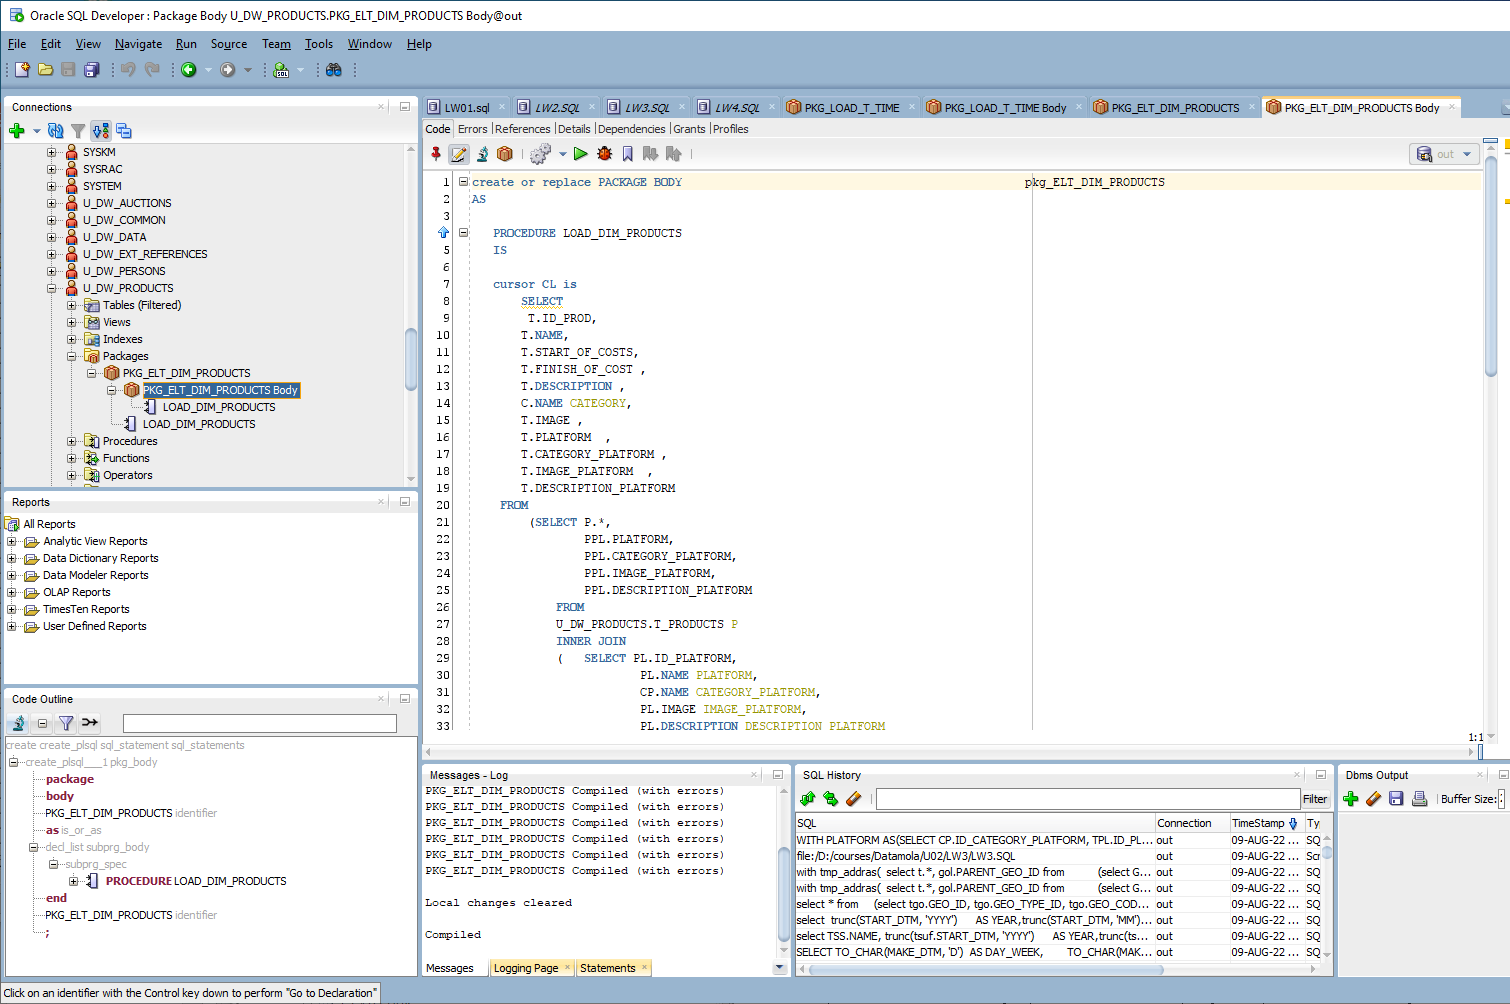 Oracle SQL Developer : Package Body U_DW_PRODUCTS.PKG_ELT_DIM_PRODUCTS Body@out
File Edit View Navigate Run Source Team Tools Window Help
Connections
SYSKM
SYSRAC
SYSTEM
U_DW_AUCTIONS
U_DW_COMMON
U_DW_DATA
U_DW_EXT_REFERENCES
U_DW_PERSONS
U_DW_PRODUCTS
Tables (Filtered)
Views
Indexes
Packages
PKG_ELT_DIM_PRODUCTS
PKG_ELT_DIM_PRODUCTS Body
LOAD_DIM_PRODUCTS
LOAD_DIM_PRODUCTS
Procedures
Functions
Operators
Reports
All Reports
Analytic View Reports
Data Dictionary Reports
Data Modeler Reports
OLAP Reports
TimesTen Reports
User Defined Reports
Code Outline
create create_plsql sql_statement sql_statements
create_plsql___1 pkg_body
package
body
PKG_ELT_DIM_PRODUCTS identifier
as is_or_as
decl_list subprg_body
subprg_spec
PROCEDURE LOAD_DIM_PRODUCTS
end
PKG_ELT_DIM_PRODUCTS identifier
;
LW01.sql LW2.SQL LW3.SQL LW4.SQL PKG_LOAD_T_TIME PKG_LOAD_T_TIME Body PKG_ELT_DIM_PRODUCTS PKG_ELT_DIM_PRODUCTS Body
Code Errors References Details Dependencies Grants Profiles
SQL
out
1 create or replace PACKAGE BODY pkg_ELT_DIM_PRODUCTS
2 AS
3
PROCEDURE LOAD_DIM_PRODUCTS
5 IS
6
7 cursor CL is
8 SELECT
9 T.ID_PROD,
10 T.NAME,
11 T.START_OF_COSTS,
12 T.FINISH_OF_COST ,
13 T.DESCRIPTION ,
14 C.NAME CATEGORY,
15 T.IMAGE ,
16 T.PLATFORM ,
17 T.CATEGORY_PLATFORM ,
18 T.IMAGE_PLATFORM ,
19 T.DESCRIPTION_PLATFORM
20 FROM
21 (SELECT P.*,
22 PPL.PLATFORM,
23 PPL.CATEGORY_PLATFORM,
24 PPL.IMAGE_PLATFORM,
25 PPL.DESCRIPTION_PLATFORM
26 FROM
27 U_DW_PRODUCTS.T_PRODUCTS P
28 INNER JOIN
29 ( SELECT PL.ID_PLATFORM,
30 PL.NAME PLATFORM,
31 CP.NAME CATEGORY_PLATFORM,
32 PL.IMAGE IMAGE_PLATFORM,
33 PL.DESCRIPTION DESCRIPTION_PLATFORM
1:1
Messages - Log
PKG_ELT_DIM_PRODUCTS Compiled (with errors)
PKG_ELT_DIM_PRODUCTS Compiled (with errors)
PKG_ELT_DIM_PRODUCTS Compiled (with errors)
PKG_ELT_DIM_PRODUCTS Compiled (with errors)
PKG_ELT_DIM_PRODUCTS Compiled (with errors)
PKG_ELT_DIM_PRODUCTS Compiled (with errors)
Local changes cleared
Compiled
Messages Logging Page Statements
SQL History
Filter
SQL Connection TimeStamp Ty
WITH PLATFORM AS(SELECT CP.ID_CATEGORY_PLATFORM, TPL.ID_PL... out 09-AUG-22 ... SQ
file:/D:/courses/Datamola/U02/LW3/LW3.SQL out 09-AUG-22 ... Scr
with tmp_addras( select t.*, gol.PARENT_GEO_ID from (select G... out 09-AUG-22 ... SQ
with tmp_addras( select t.*, gol.PARENT_GEO_ID from (select G... out 09-AUG-22 ... SQ
select * from (select tgo.GEO_ID, tgo.GEO_TYPE_ID, tgo.GEO_COD... out 09-AUG-22 ... SQ
select trunc(START_DTM, 'YYYY') AS YEAR,trunc(START_DTM, 'MM')... out 09-AUG-22 ... SQ
select TSS.NAME, trunc(tsuf.START_DTM, 'YYYY') AS YEAR,trunc(ts... out 09-AUG-22 ... SQ
SELECT TO_CHAR(MAKE_DTM, 'D') AS DAY_WEEK, TO_CHAR(MAK... out 09-AUG-22 ... SQ
Dbms Output
Buffer Size:
Click on an identifier with the Control key down to perform "Go to Declaration"